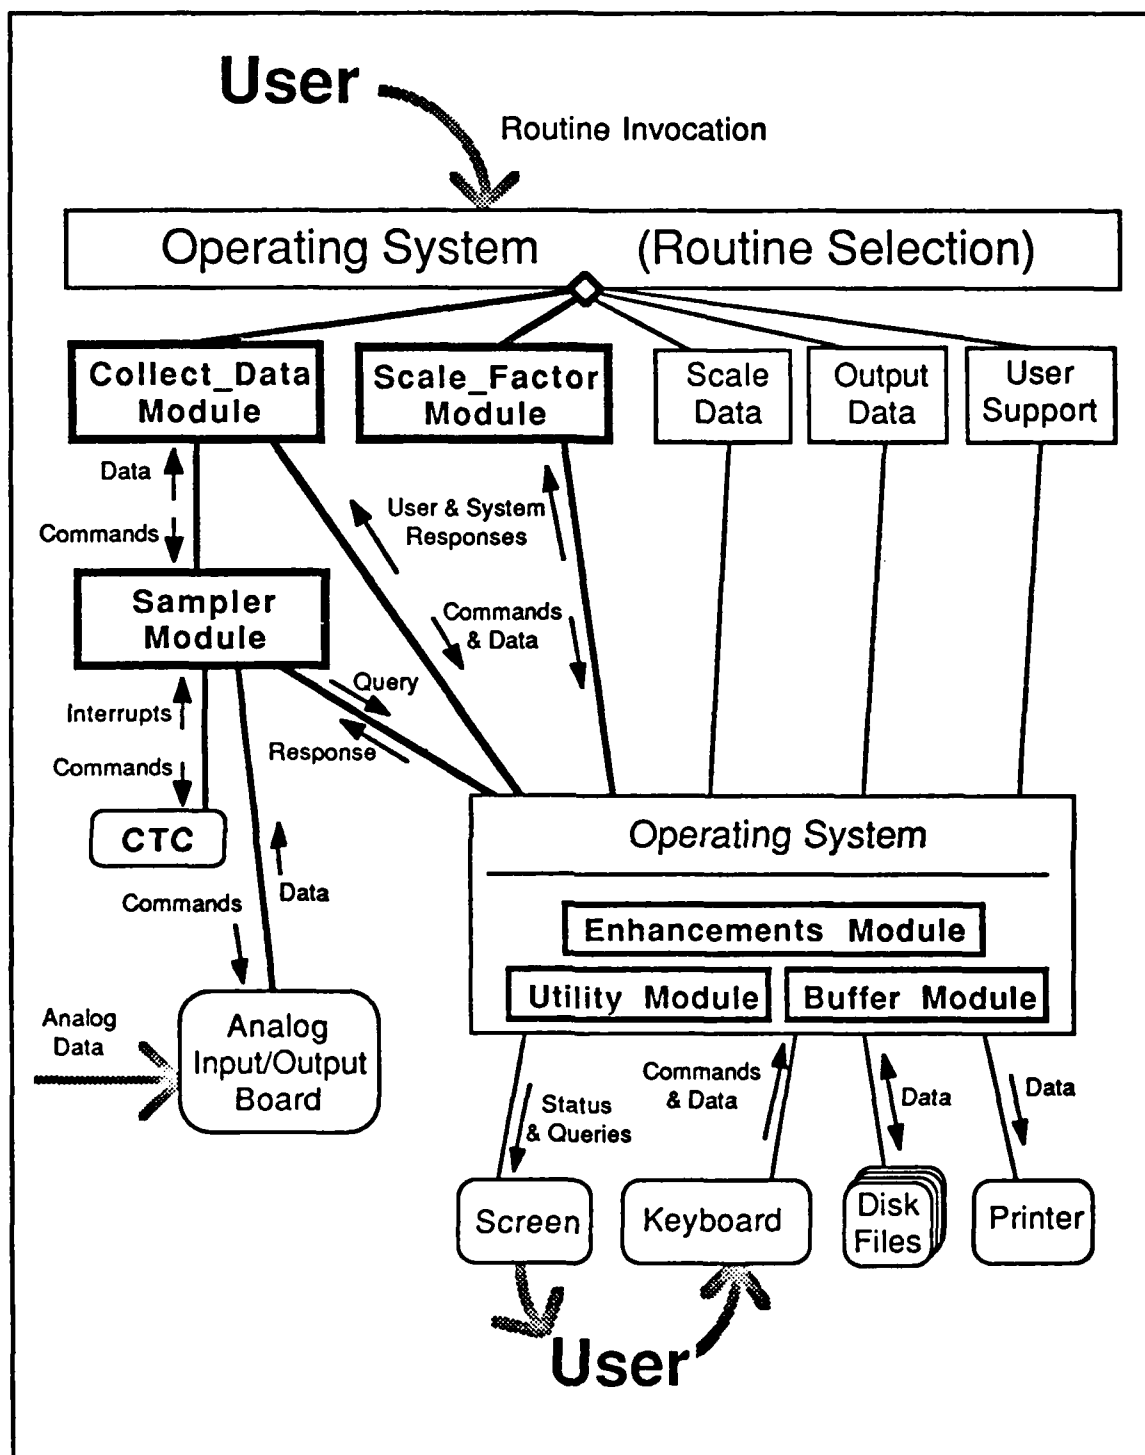 User
Routine Invocation
Operating System (Routine Selection)
Collect_Data
Module
Scale_Factor
Module
Scale
Data
Output
Data
User
Support
Data
Commands
User & System
Responses
Sampler
Module
Commands
& Data
Query
Interrupts
Response
Commands
CTC
Operating System
Commands
Data
Enhancements Module
Utility Module
Buffer Module
Analog
Data
Analog
Input/Output
Board
Commands
& Data
Status
& Queries
Data
Data
Screen
Keyboard
Disk
Files
Printer
User